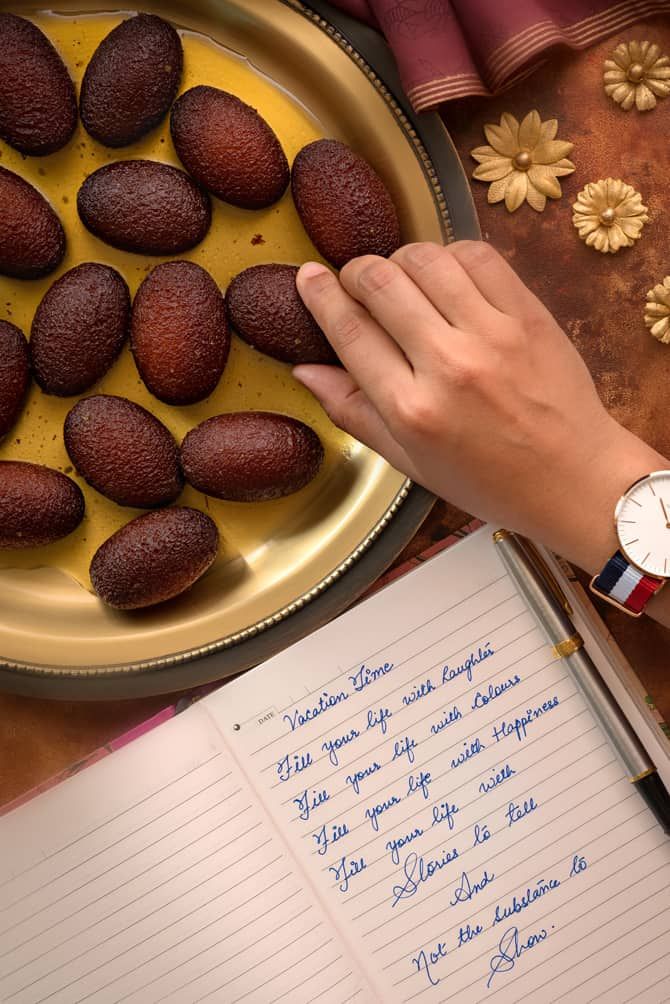 DATE
Vacation Time
Fill your life with Laughter
Fill your life with Colours
Fill your life with Happiness
Fill your life with
Stories to tell
And
Not the substance to
Show.